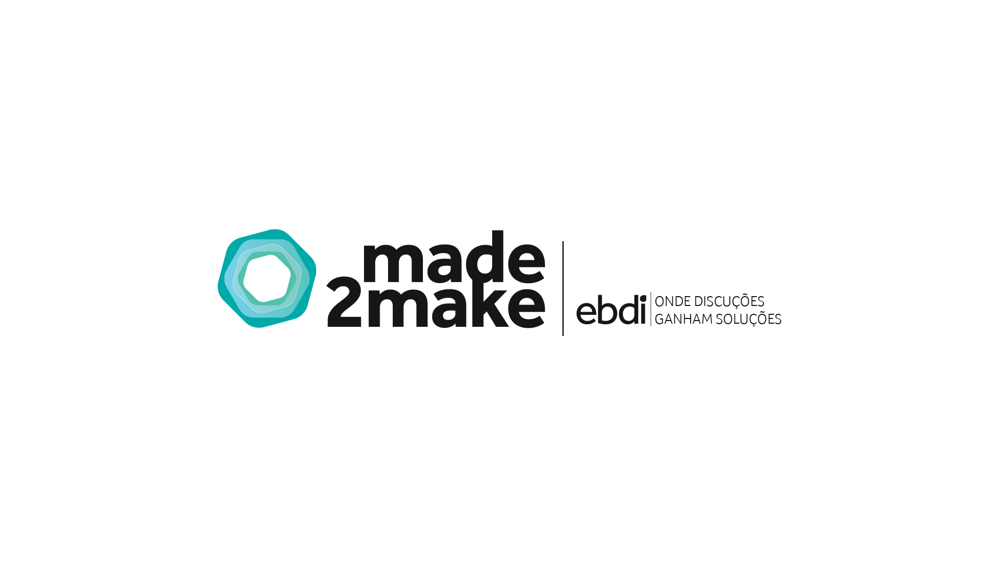 made
2make
ebdi
ONDE DISCUÇÕES
GANHAM SOLUÇÕES